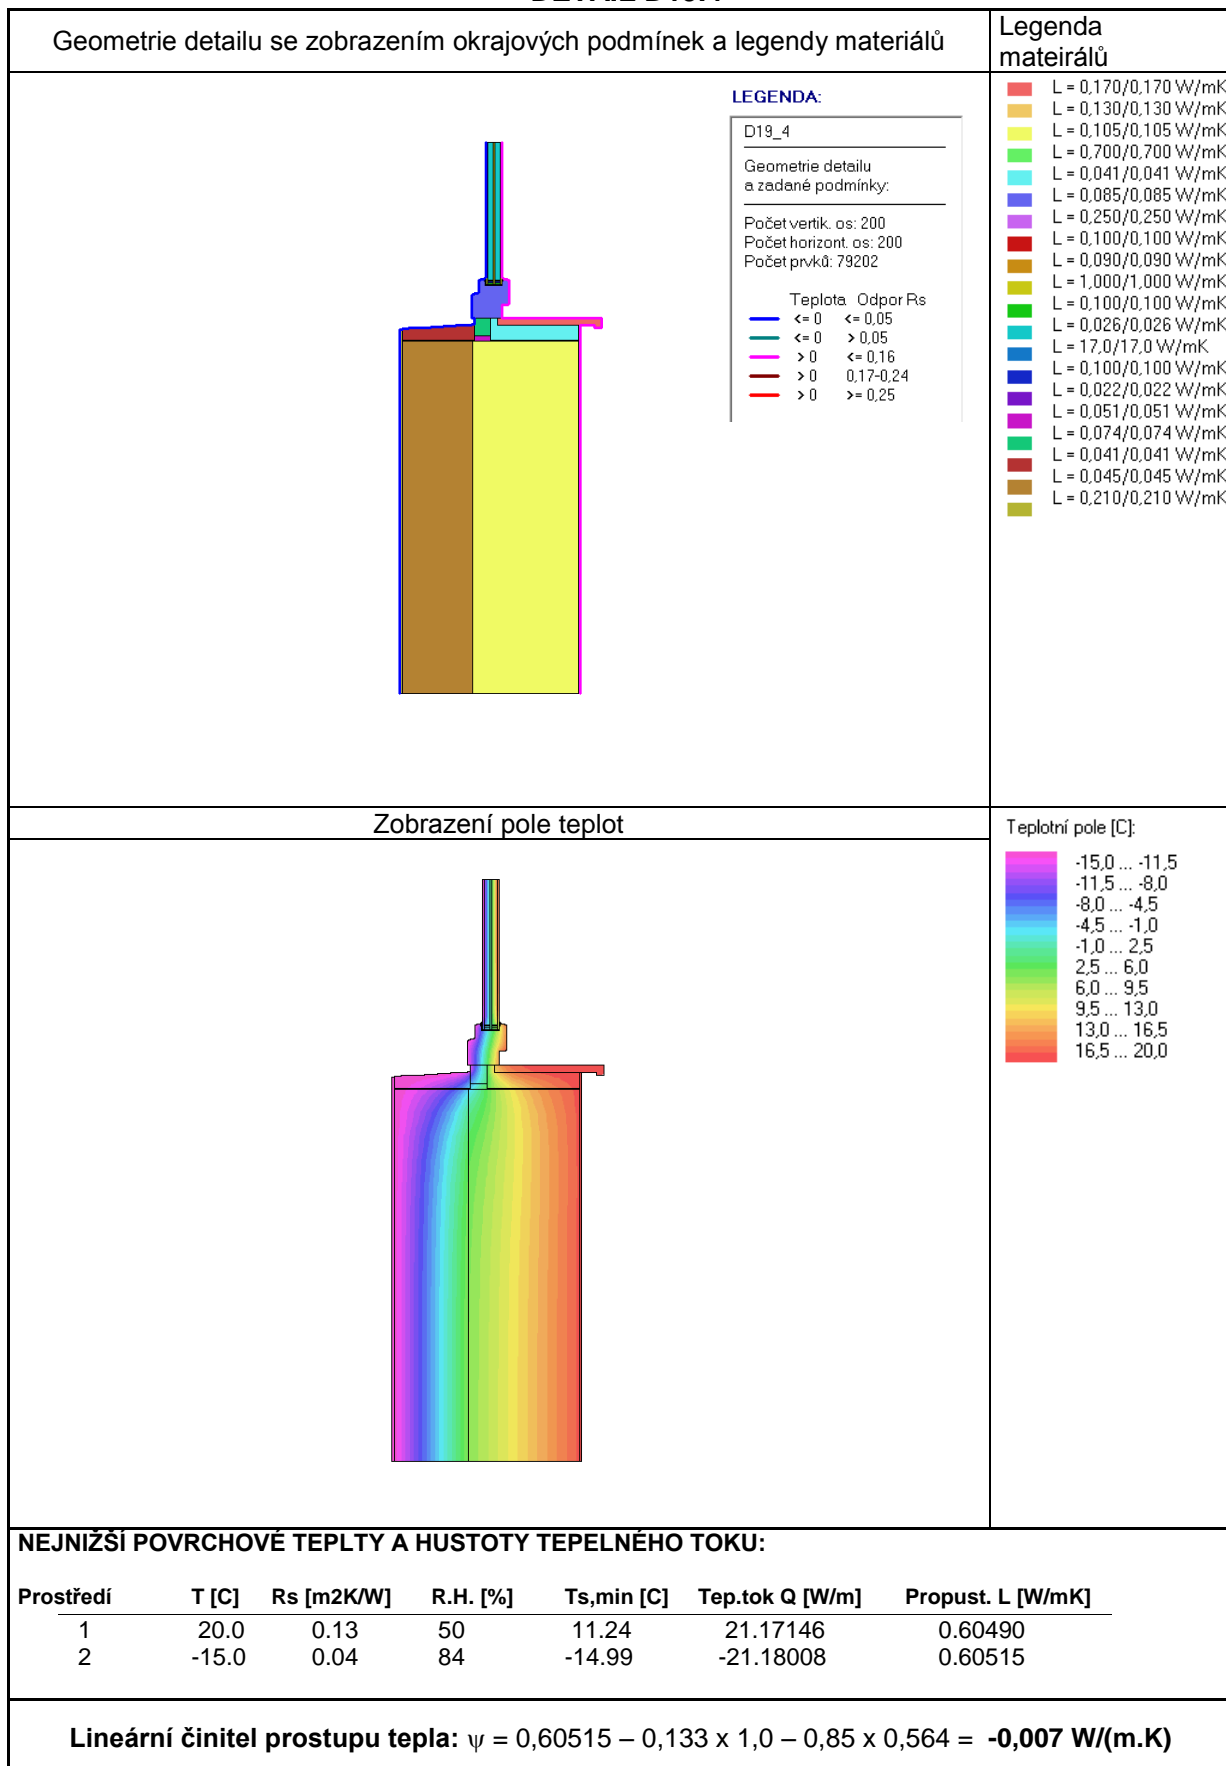 Geometrie detailu se zobrazením okrajových podmínek a legendy materiálů
Legenda
mateirálů
LEGENDA:
D19_4
Geometrie detailu
a zadané podmínky:
Počet vertik. os: 200
Počet horizont. os: 200
Počet prvků: 79202
Teplota Odpor Rs
<= 0 <= 0,05
<= 0 > 0,05
> 0 <= 0,16
> 0 0,17-0,24
> 0 >= 0,25
L = 0,170/0,170 W/mK
L = 0,130/0,130 W/mK
L = 0,105/0,105 W/mK
L = 0,700/0,700 W/mK
L = 0,041/0,041 W/mK
L = 0,085/0,085 W/mK
L = 0,250/0,250 W/mK
L = 0,100/0,100 W/mK
L = 0,090/0,090 W/mK
L = 1,000/1,000 W/mK
L = 0,100/0,100 W/mK
L = 0,026/0,026 W/mK
L = 17,0/17,0 W/mK
L = 0,100/0,100 W/mK
L = 0,022/0,022 W/mK
L = 0,051/0,051 W/mK
L = 0,074/0,074 W/mK
L = 0,041/0,041 W/mK
L = 0,045/0,045 W/mK
L = 0,210/0,210 W/mK
Zobrazení pole teplot
Teplotní pole [C]:
-15,0 ... -11,5
-11,5 ... -8,0
-8,0 ... -4,5
-4,5 ... -1,0
-1,0 ... 2,5
2,5 ... 6,0
6,0 ... 9,5
9,5 ... 13,0
13,0 ... 16,5
16,5 ... 20,0
NEJNIŽŠÍ POVRCHOVÉ TEPLTY A HUSTOTY TEPELNÉHO TOKU:
Prostředí T [C] Rs [m2K/W] R.H. [%] Ts,min [C] Tep.tok Q [W/m] Propust. L [W/mK]
1 20.0 0.13 50 11.24 21.17146 0.60490
2 -15.0 0.04 84 -14.99 -21.18008 0.60515
Lineární činitel prostupu tepla: ψ = 0,60515 – 0,133 x 1,0 – 0,85 x 0,564 = -0,007 W/(m.K)